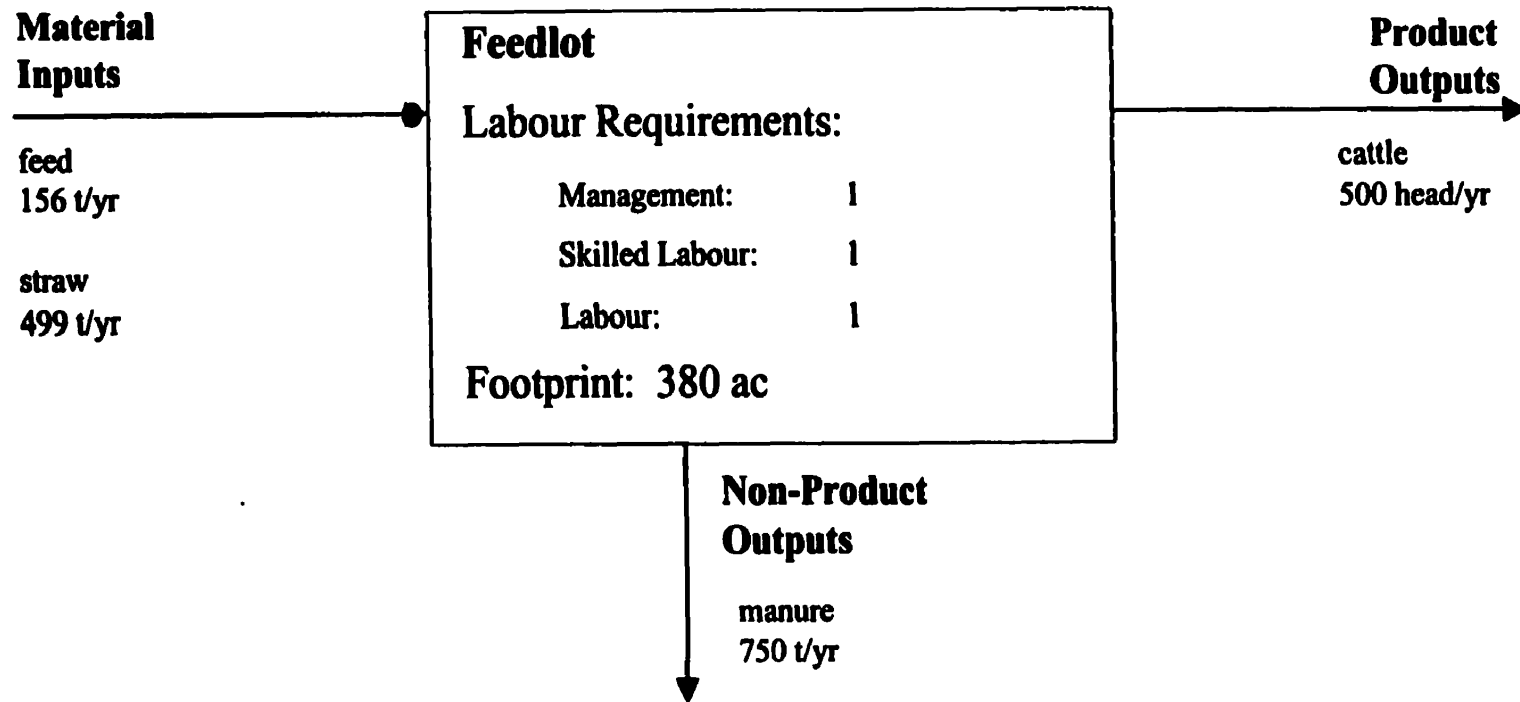 Material
Inputs
feed
156 t/yr
straw
499 t/yr
Feedlot
Labour Requirements:
Management: 1
Skilled Labour: 1
Labour: 1
Footprint: 380 ac
Product
Outputs
cattle
500 head/yr
Non-Product
Outputs
manure
750 t/yr